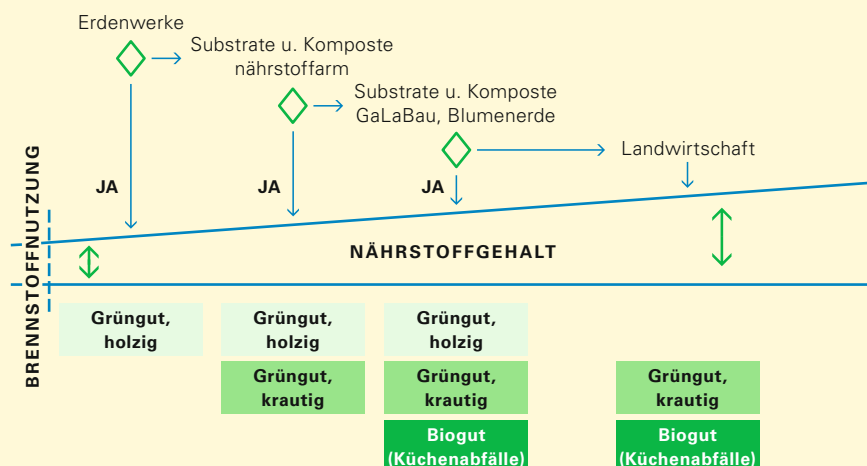 Erdenwerke
Substrate u. Komposte
nährstoffarm
Substrate u. Komposte
GaLaBau, Blumenerde
Landwirtschaft
JA
JA
JA
BRENNSTOFFNUTZUNG
NÄHRSTOFFGEHALT
Grüngut,
holzig
Grüngut,
holzig
Grüngut,
holzig
Grüngut,
krautig
Grüngut,
krautig
Grüngut,
krautig
Biogut
(Küchenabfälle)
Biogut
(Küchenabfälle)